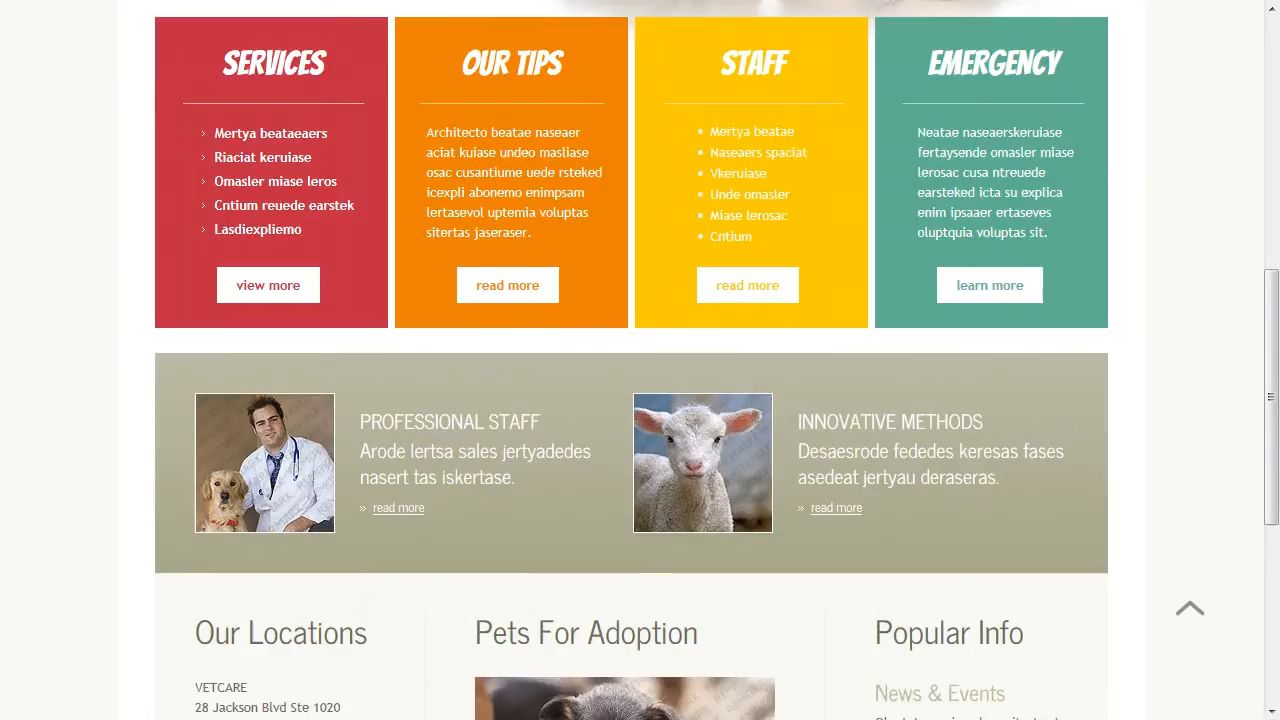 SERVICES
Mertya beataeaers
Riaciat keruiase
Omasler miase leros
Cntium reuede earstek
Lasdiexpliemo
view more
OUR TIPS
Architecto beatae naseaer
aciat kuiase undeo masliase
osac cusantiume uede rsteked
icexpli abonemo enimpsam
lertasevol uptemia voluptas
sitertas jaseraser.
read more
STAFF
Mertya beatae
Naseaers spaciat
Vkeruiase
Unde omasler
Miase lerosac
Cntium
read more
EMERGENCY
Neatae naseaerskeruiase
fertaysende omasler miase
lerosac cusa ntreuede
earsteked icta su explica
enim ipsaaer ertaseves
oluptquia voluptas sit.
learn more
PROFESSIONAL STAFF
Arode lertsa sales jertyadedes
nasert tas iskertase.
» read more
INNOVATIVE METHODS
Desaesrode fededes keresas fases
asedeat jertyau deraseras.
» read more
Our Locations
VETCARE
28 Jackson Blvd Ste 1020
Pets For Adoption
Popular Info
News & Events